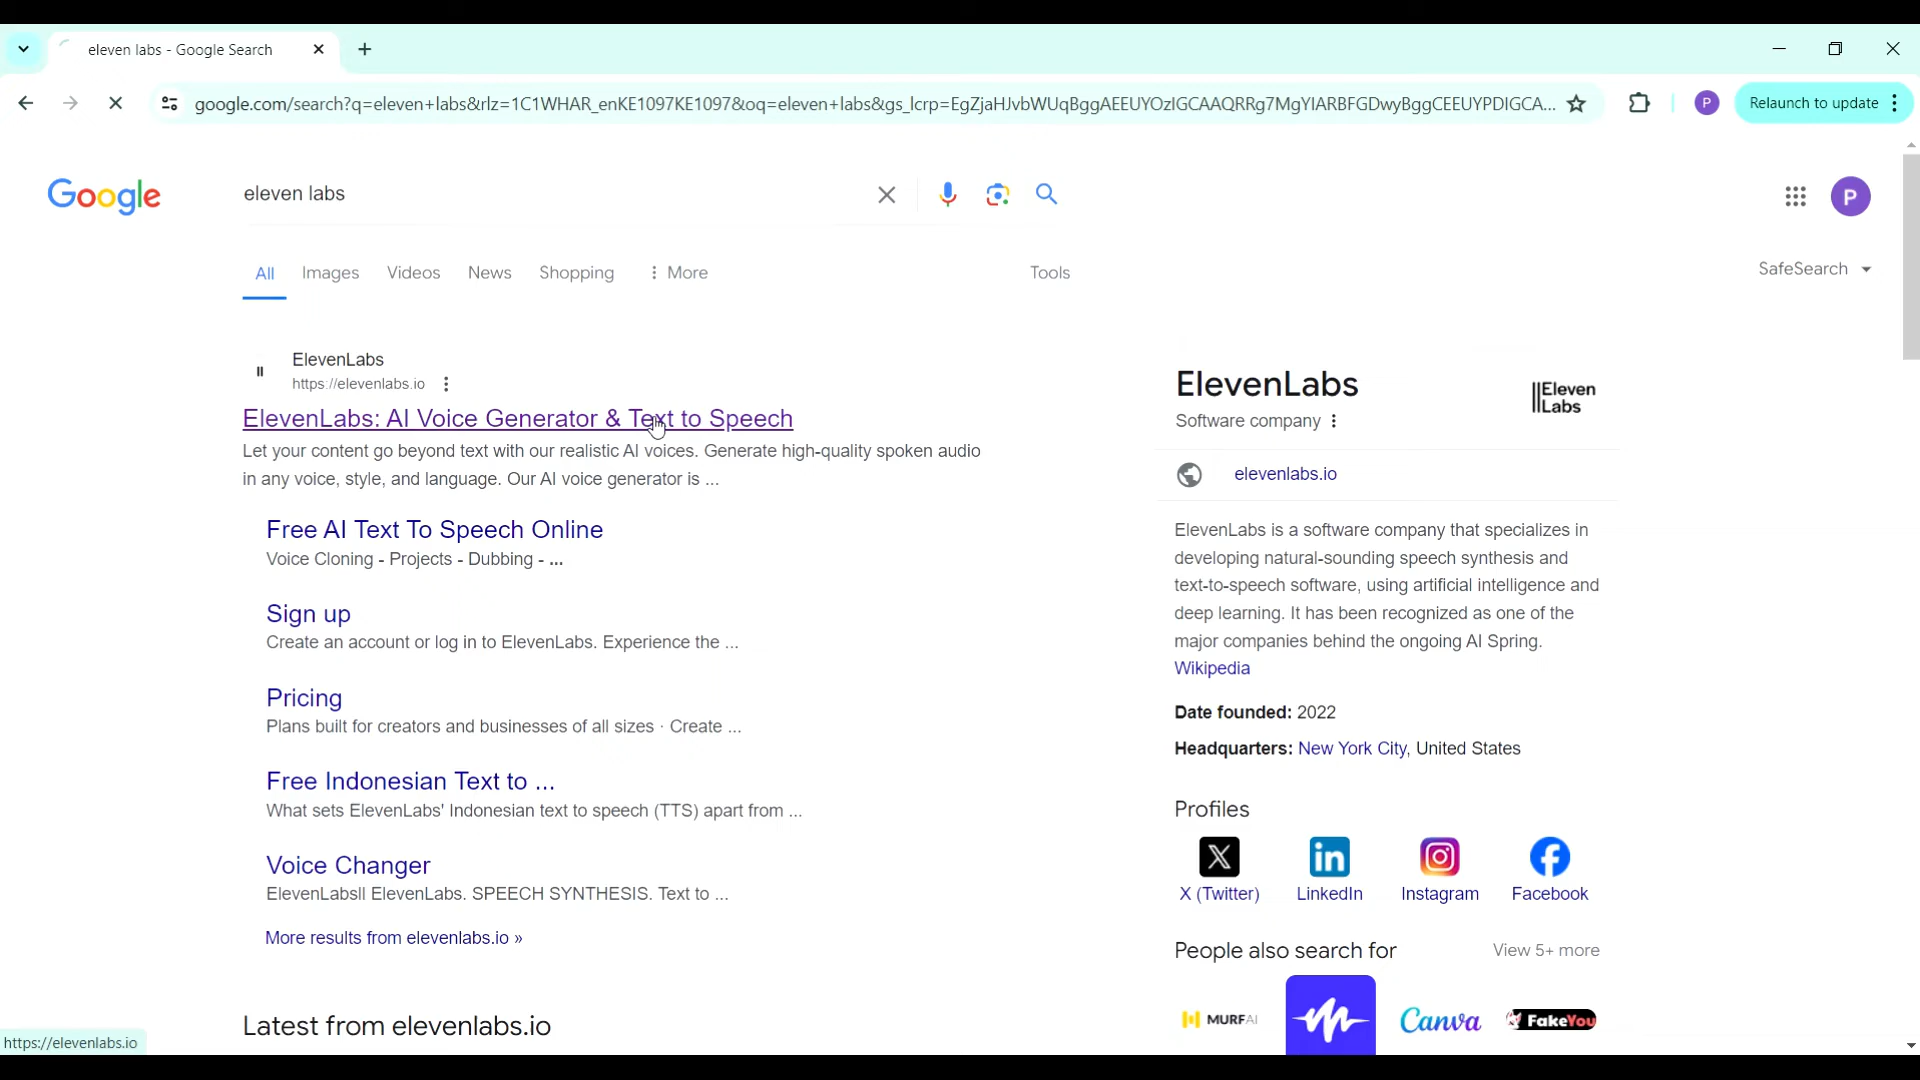 eleven labs - Google Search
google.com/search?q=eleven+labs&rlz=1C1WHAR_enKE1097KE1097&oq=eleven+labs&gs_lcrp=EgZjaHJvbWUqBggAEEUYOzIGCAAQRRg7MgYIARBFGDwyBggCEEUYPDIGCA...
P
Relaunch to update
Google
eleven labs
P
All
Images
Videos
News
Shopping
More
Tools
SafeSearch
ElevenLabs
https://elevenlabs.io
ElevenLabs: AI Voice Generator & Text to Speech
Let your content go beyond text with our realistic AI voices. Generate high-quality spoken audio
in any voice, style, and language. Our AI voice generator is ...
Free AI Text To Speech Online
Voice Cloning - Projects - Dubbing - ...
Sign up
Create an account or log in to ElevenLabs. Experience the ...
Pricing
Plans built for creators and businesses of all sizes · Create ...
Free Indonesian Text to ...
What sets ElevenLabs' Indonesian text to speech (TTS) apart from ...
Voice Changer
ElevenLabsII ElevenLabs. SPEECH SYNTHESIS. Text to ...
More results from elevenlabs.io »
Latest from elevenlabs.io
https://elevenlabs.io
ElevenLabs
Software company
||Eleven
||Labs
elevenlabs.io
ElevenLabs is a software company that specializes in
developing natural-sounding speech synthesis and
text-to-speech software, using artificial intelligence and
deep learning. It has been recognized as one of the
major companies behind the ongoing AI Spring.
Wikipedia
Date founded: 2022
Headquarters: New York City, United States
Profiles
X (Twitter)
LinkedIn
Instagram
Facebook
People also search for
View 5+ more
MURFAI
Canva
FakeYou